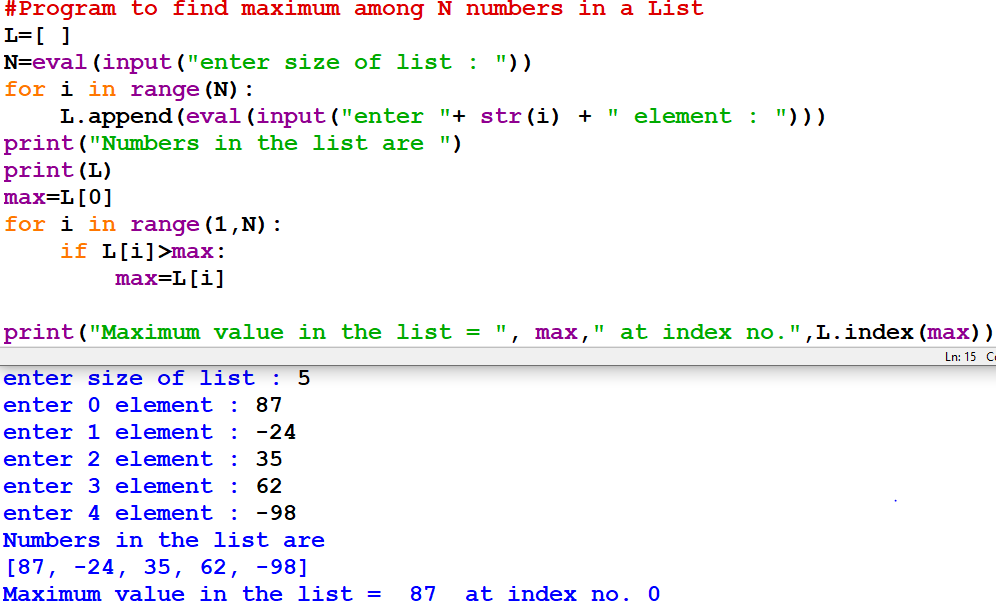 #Program to find maximum among N numbers in a List
L=[ ]
N=eval(input("enter size of list : "))
for i in range(N):
    L.append(eval(input("enter "+ str(i) + " element : ")))
print("Numbers in the list are ")
print(L)
max=L[0]
for i in range(1,N):
    if L[i]>max:
        max=L[i]
print("Maximum value in the list = ", max," at index no.",L.index(max))
Ln: 15 Co
enter size of list : 5
enter 0 element : 87
enter 1 element : -24
enter 2 element : 35
enter 3 element : 62
enter 4 element : -98
Numbers in the list are
[87, -24, 35, 62, -98]
Maximum value in the list =  87  at index no. 0